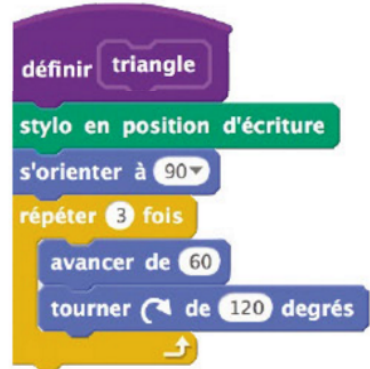 définir triangle
stylo en position d'écriture
s'orienter à 90
répéter 3 fois
avancer de 60
tourner de 120 degrés